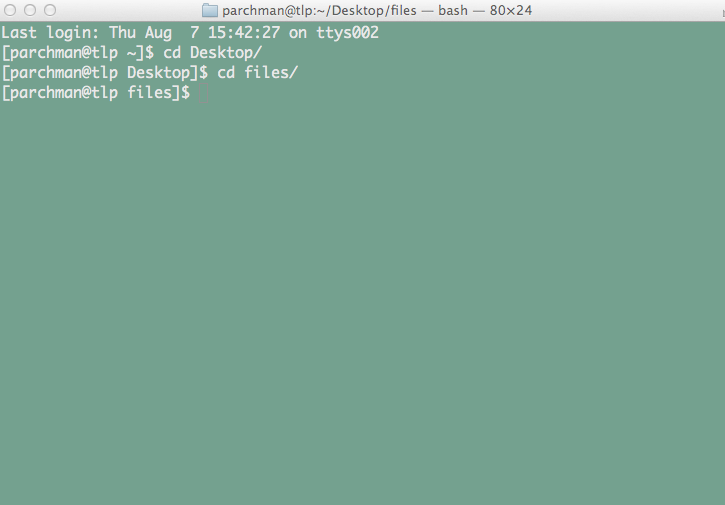 parchman@tlp:~/Desktop/files — bash — 80×24
Last login: Thu Aug  7 15:42:27 on ttys002
[parchman@tlp ~]$ cd Desktop/
[parchman@tlp Desktop]$ cd files/
[parchman@tlp files]$